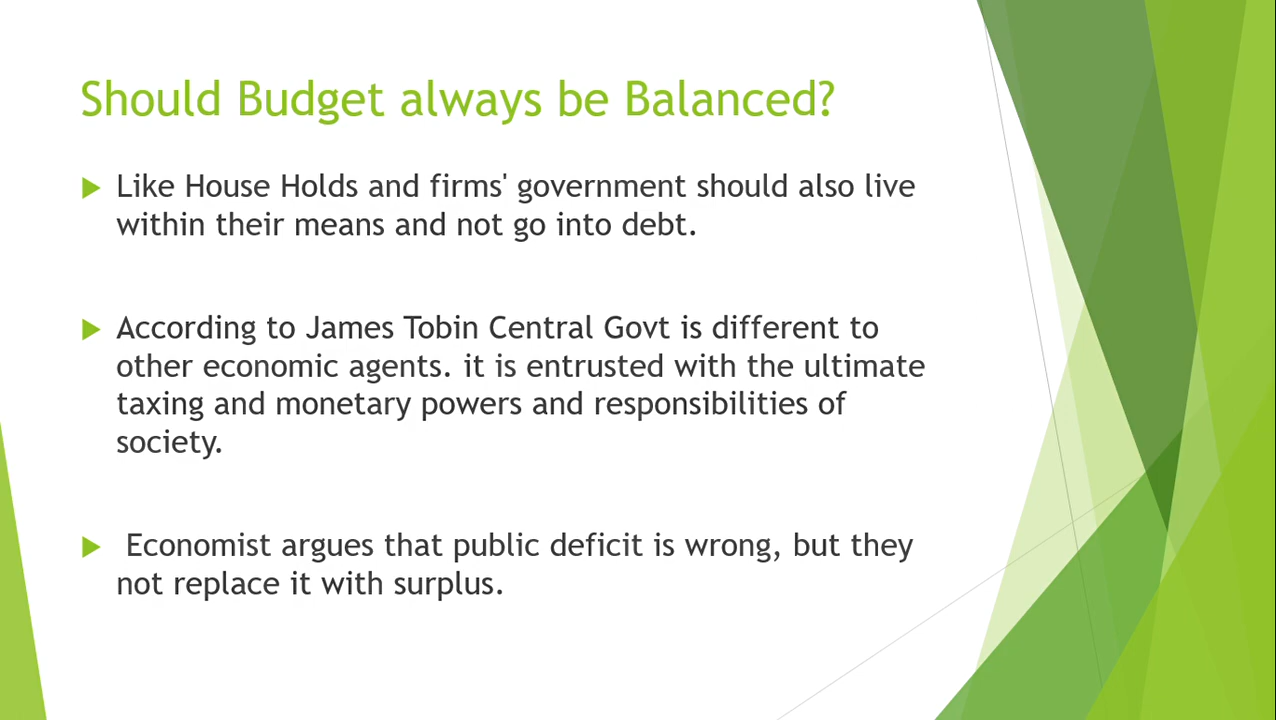 Should Budget always be Balanced?
Like House Holds and firms' government should also live
within their means and not go into debt.
According to James Tobin Central Govt is different to
other economic agents. it is entrusted with the ultimate
taxing and monetary powers and responsibilities of
society.
Economist argues that public deficit is wrong, but they
not replace it with surplus.